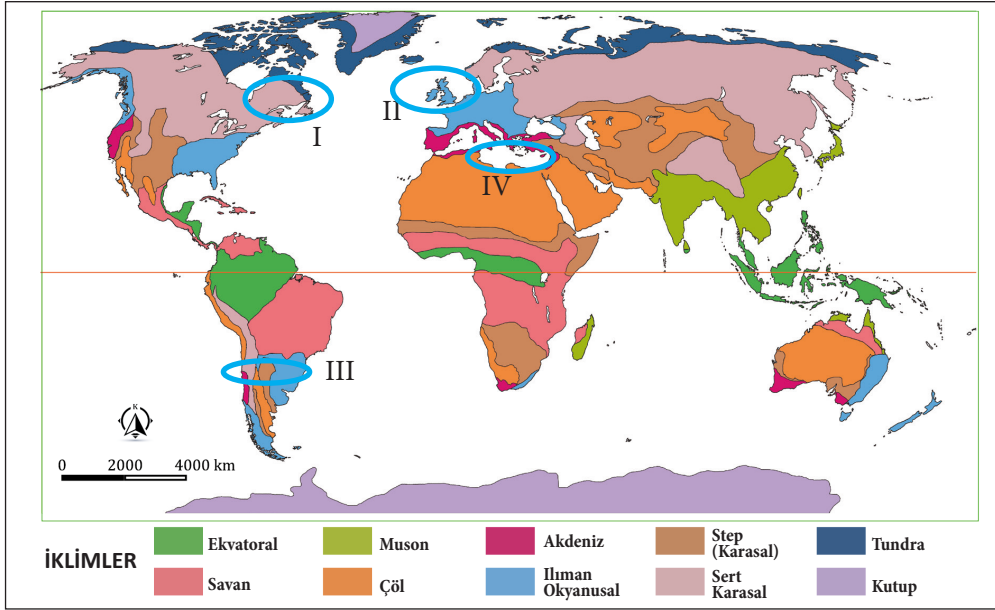 I
II
IV
III
K
0 2000 4000 km
İKLİMLER
Ekvatoral
Muson
Akdeniz
Step
(Karasal)
Tundra
Savan
Çöl
Ilıman
Okyanusal
Sert
Karasal
Kutup